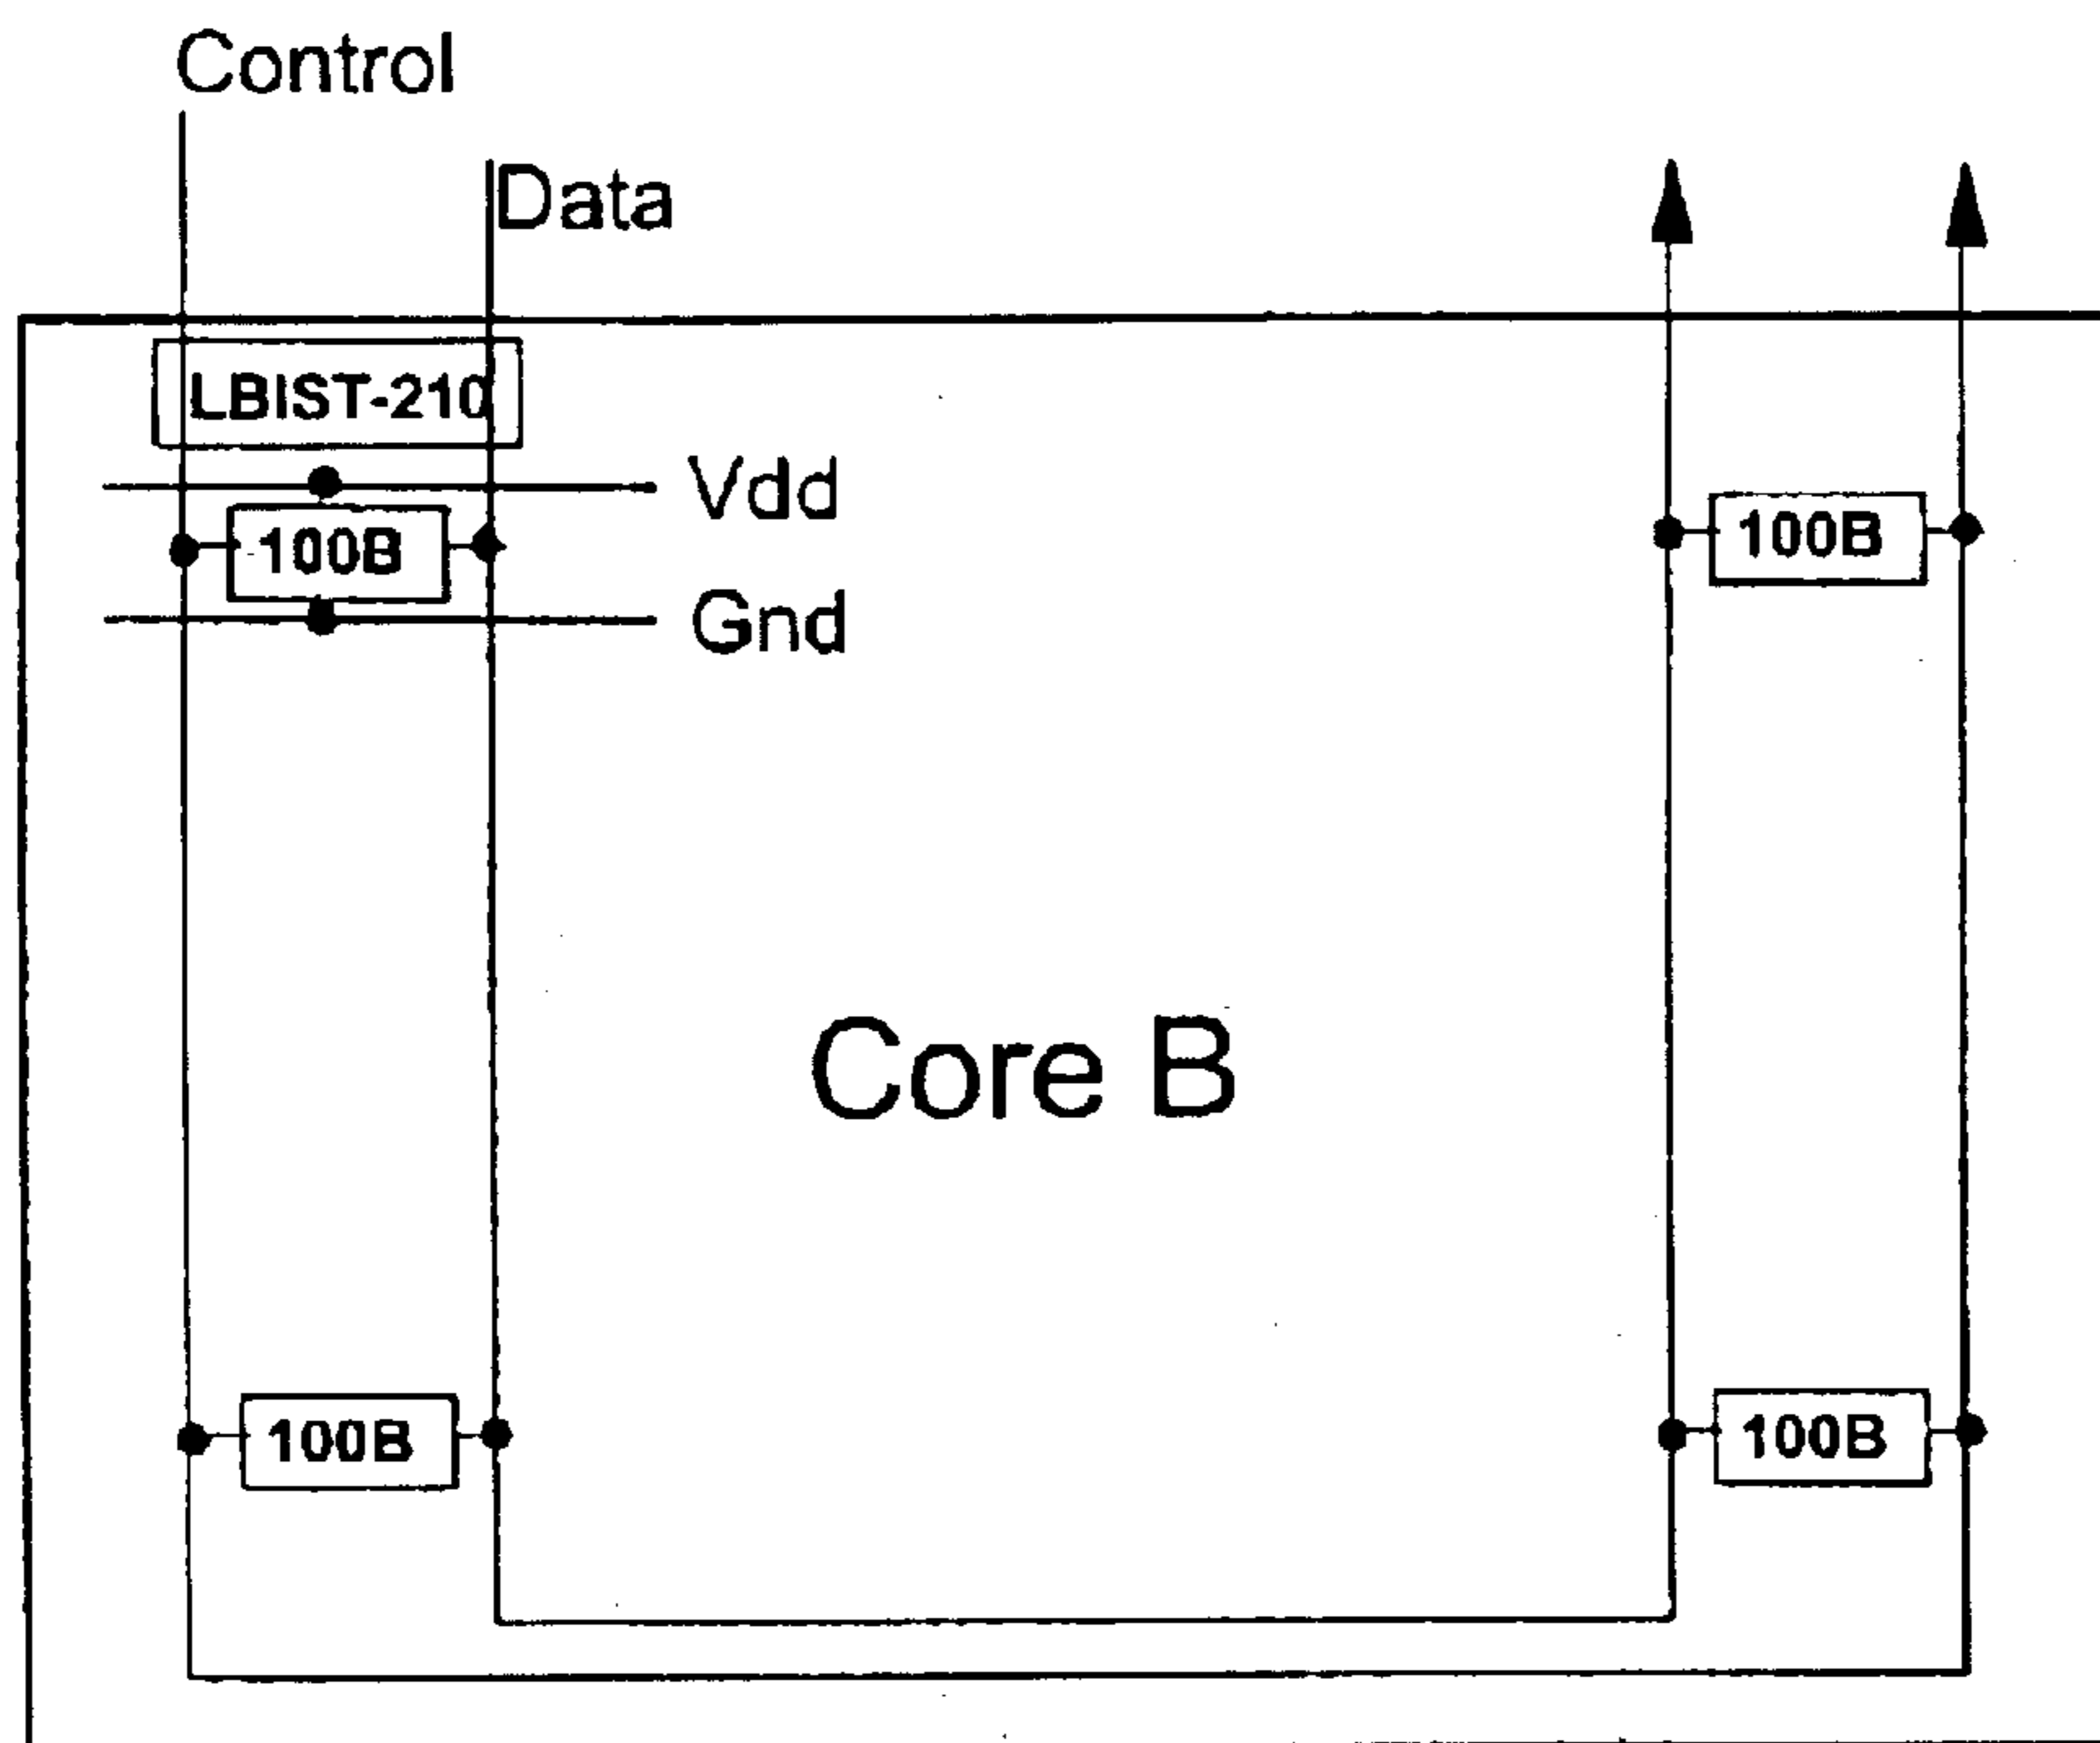 Control
Data
LBIST-210
Vdd
100B
100B
Gnd
Core B
100B
100B